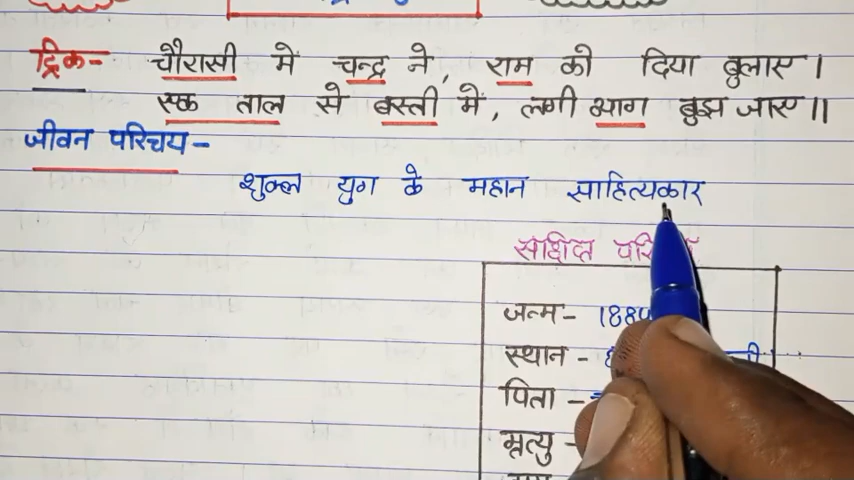 ट्रिक- चौरासी में चन्द्र ने, राम को दिया बुलाए।
एक ताल से बस्ती में, लगी आग बुझ जाए॥
जीवन परिचय-
शुक्ल युग के महान साहित्यकार
संक्षिप्त
जन्म-
स्थान -
पिता -
मृत्यु -